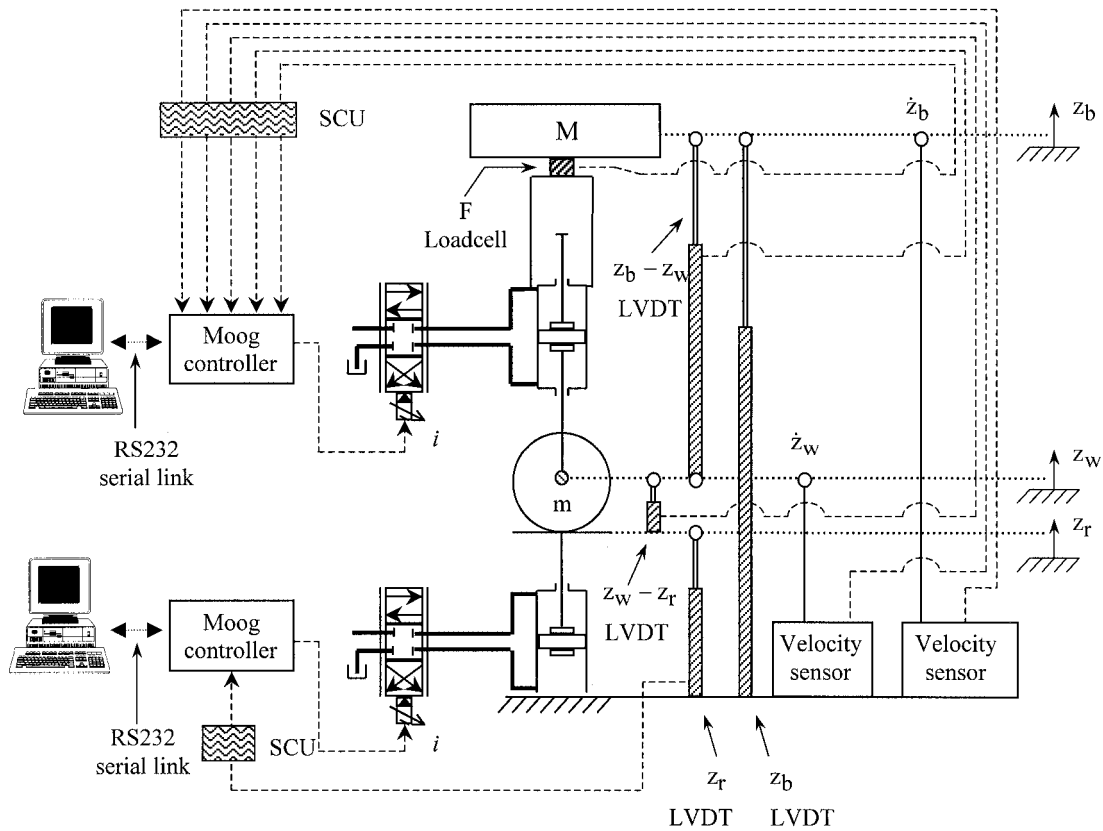 SCU
M
ż_b
z_b
F
Loadcell
z_b – z_w
LVDT
Moog
controller
i
RS232
serial link
ż_w
z_w
m
z_r
z_w – z_r
LVDT
Moog
controller
Velocity
sensor
Velocity
sensor
RS232
serial link
SCU
i
z_r
LVDT
z_b
LVDT